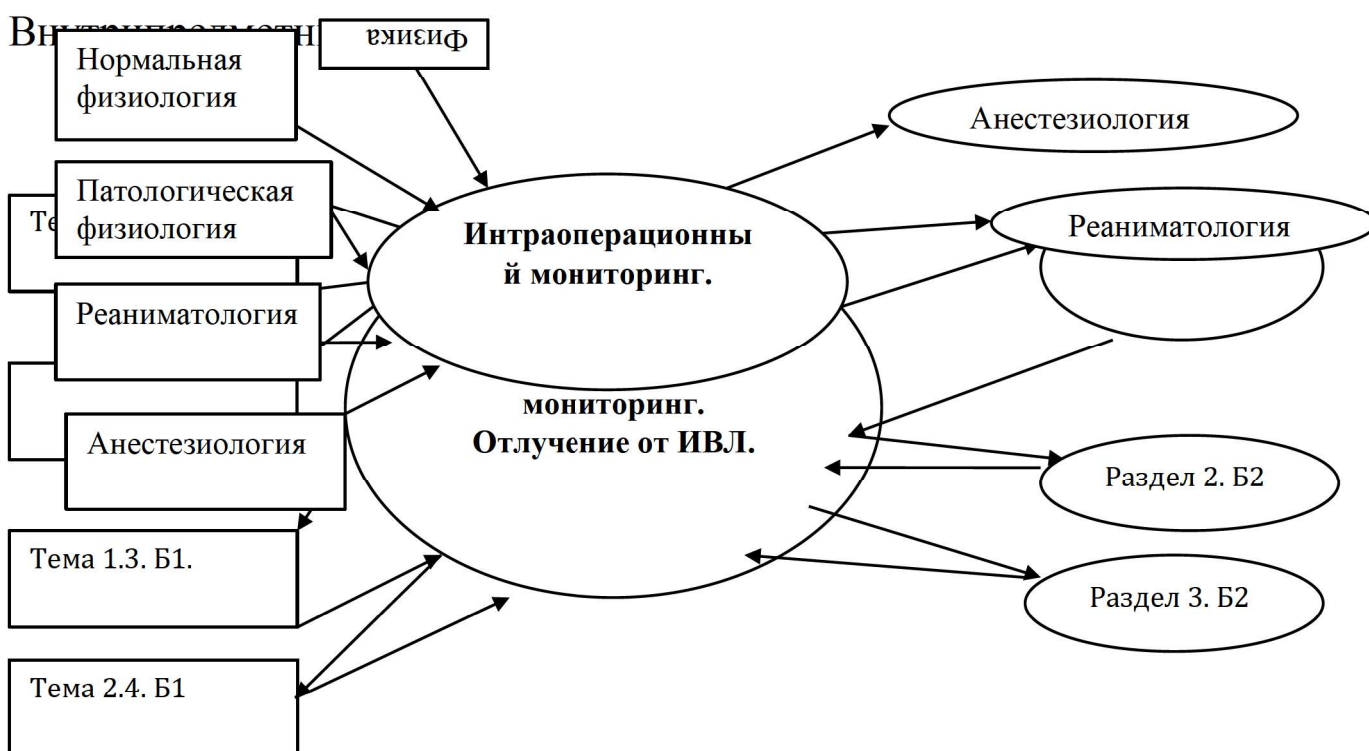 Физика
Нормальная
физиология
Анестезиология
Патологическая
физиология
Реаниматология
Интраоперационны
й мониторинг.
Реаниматология
мониторинг.
Отлучение от ИВЛ.
Анестезиология
Раздел 2. Б2
Тема 1.3. Б1.
Раздел 3. Б2
Тема 2.4. Б1